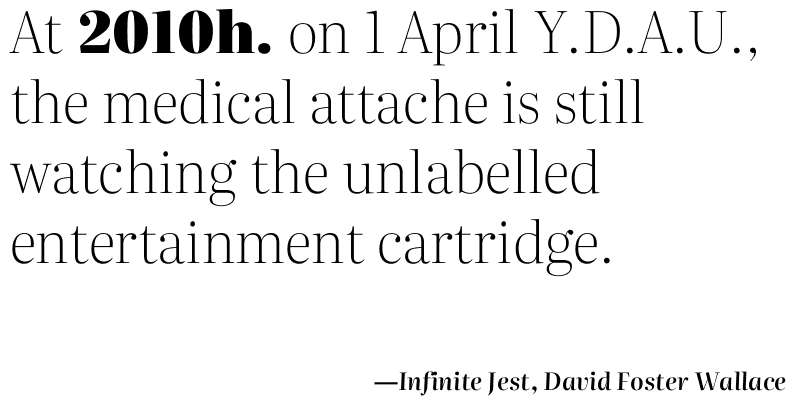 At 2010h. on 1 April Y.D.A.U.,
the medical attache is still
watching the unlabelled
entertainment cartridge.
—Infinite Jest, David Foster Wallace